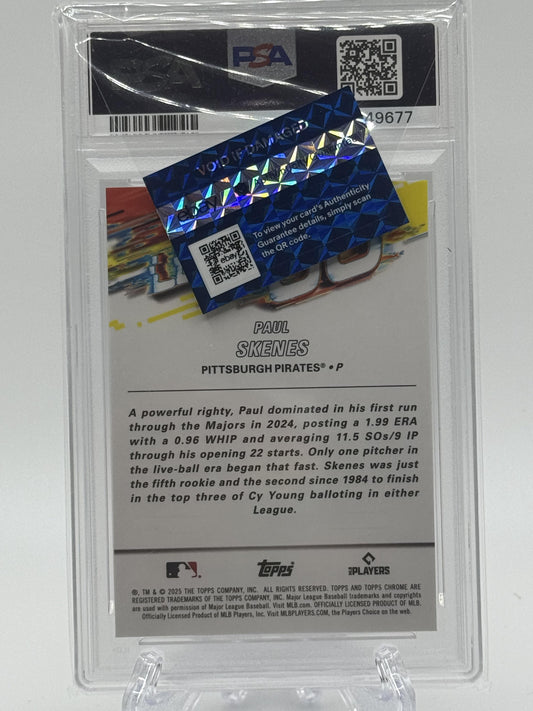 PSA
49677
VOID IF DAMAGED
ebay
To view your card's Authenticity
Guarantee details, simply scan
the QR code.
ebay
PAUL
SKENES
PITTSBURGH PIRATES® • P
A powerful righty, Paul dominated in his first run
through the Majors in 2024, posting a 1.99 ERA
with a 0.96 WHIP and averaging 11.5 SOs/9 IP
through his opening 22 starts. Only one pitcher in
the live-ball era began that fast. Skenes was just
the fifth rookie and the second since 1984 to finish
in the top three of Cy Young balloting in either
League.
Topps
PLAYERS
®, TM & © 2025 THE TOPPS COMPANY, INC. ALL RIGHTS RESERVED. TOPPS AND TOPPS CHROME ARE
REGISTERED TRADEMARKS OF THE TOPPS COMPANY, INC. Major League Baseball trademarks and copyrights
are used with permission of Major League Baseball. Visit MLB.com. OFFICIALLY LICENSED PRODUCT OF MLB.
Officially Licensed Product of MLB Players, Inc. Visit MLBPLAYERS.COM, the Players Choice on the web.